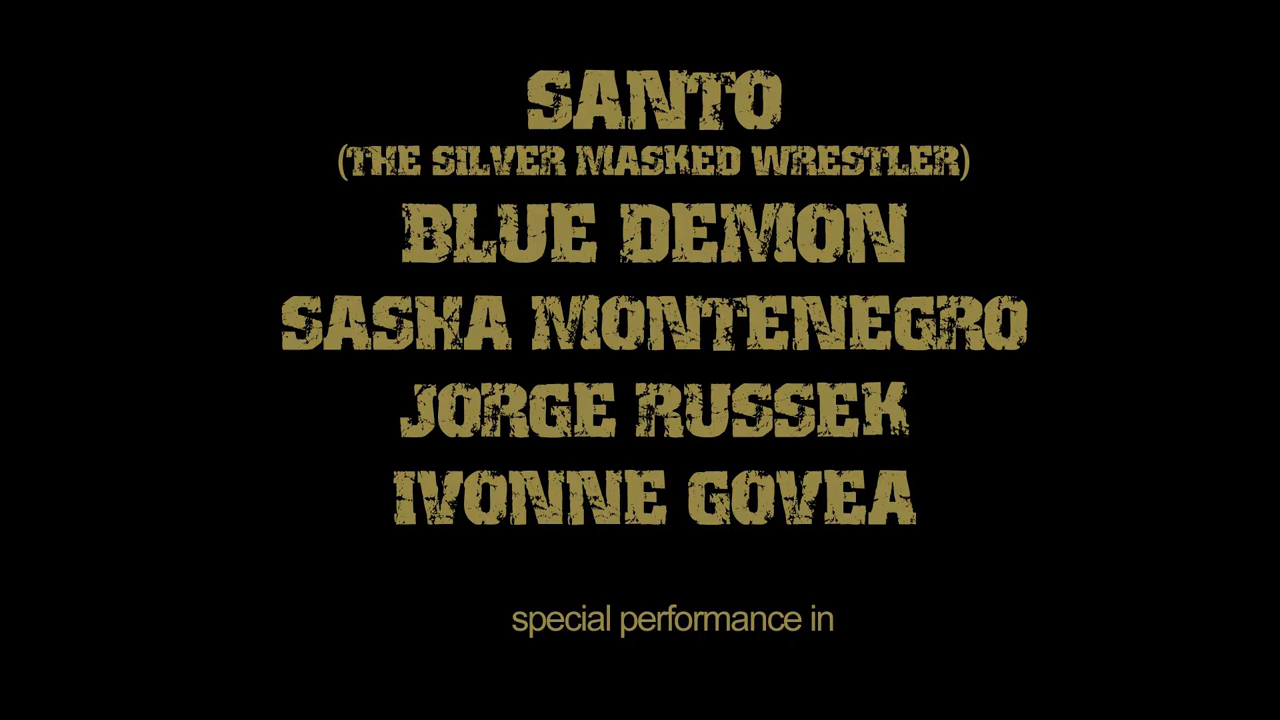 SANTO
(THE SILVER MASKED WRESTLER)
BLUE DEMON
SASHA MONTENEGRO
JORGE RUSSEK
IVONNE GOVEA
special performance in